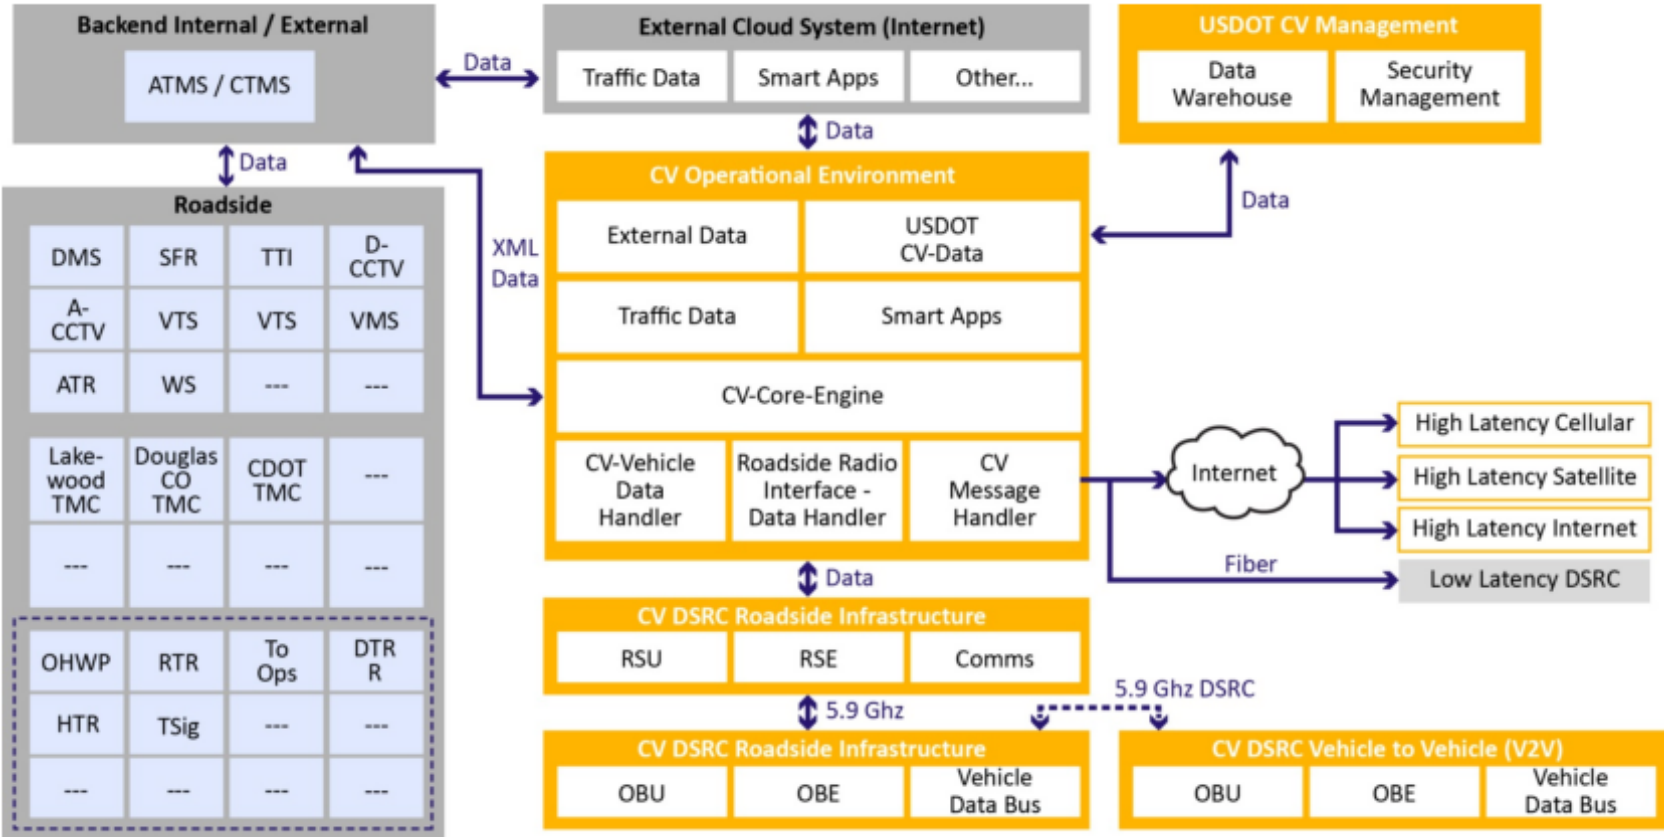 Backend Internal / External
ATMS / CTMS
Data
External Cloud System (Internet)
Traffic Data
Smart Apps
Other...
USDOT CV Management
Data
Warehouse
Security
Management
Data
Data
XML
Data
Data
Roadside
DMS
SFR
TTI
D-
CCTV
A-
CCTV
VTS
VTS
VMS
ATR
WS
---
---
Lake-
wood
TMC
Douglas
CO
TMC
CDOT
TMC
---
---
---
---
---
OHWP
RTR
To
Ops
DTR
R
HTR
TSig
---
---
---
---
---
---
CV Operational Environment
External Data
USDOT
CV-Data
Traffic Data
Smart Apps
CV-Core-Engine
CV-Vehicle
Data
Handler
Roadside Radio
Interface -
Data Handler
CV
Message
Handler
Internet
High Latency Cellular
High Latency Satellite
High Latency Internet
Fiber
Low Latency DSRC
Data
CV DSRC Roadside Infrastructure
RSU
RSE
Comms
5.9 Ghz
5.9 Ghz DSRC
CV DSRC Roadside Infrastructure
OBU
OBE
Vehicle
Data Bus
CV DSRC Vehicle to Vehicle (V2V)
OBU
OBE
Vehicle
Data Bus